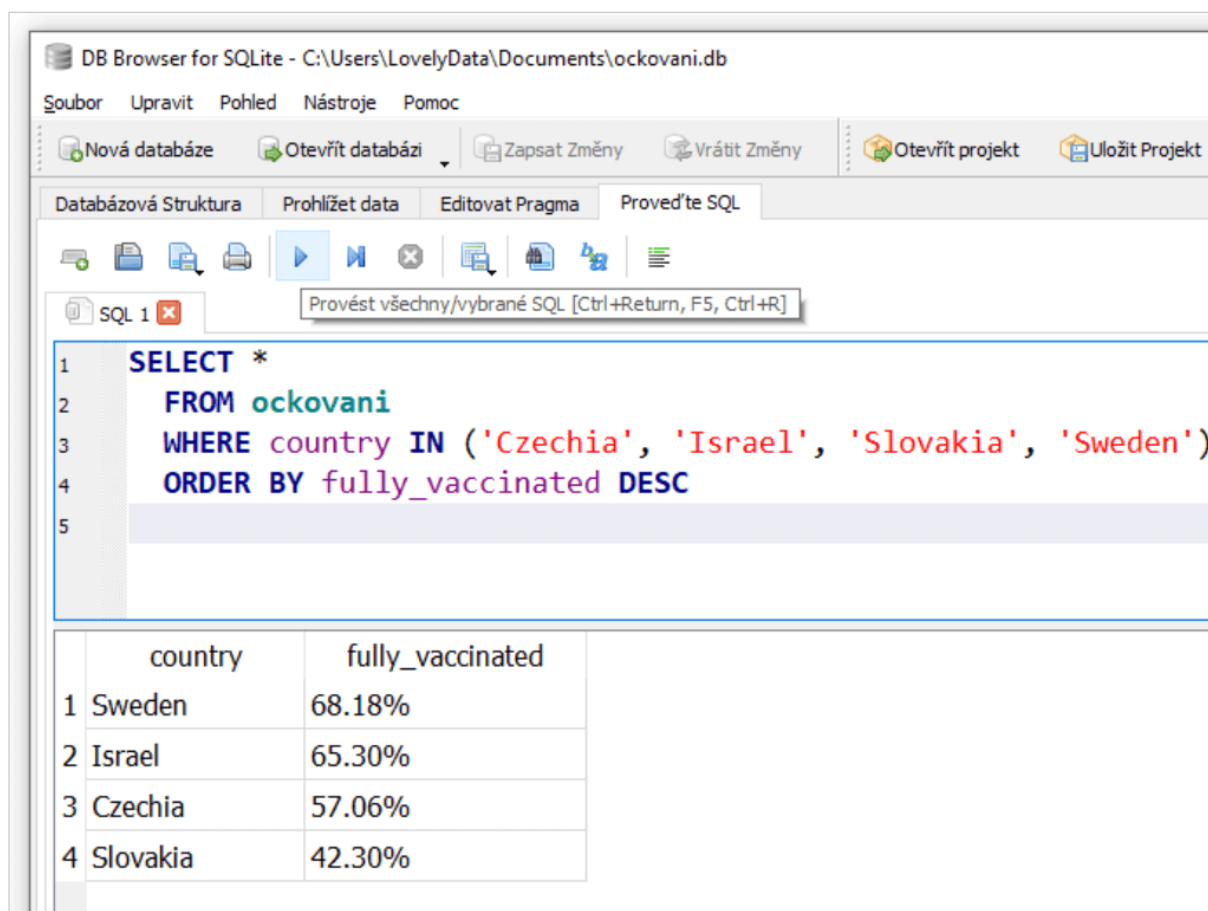 DB Browser for SQLite - C:\Users\LovelyData\Documents\ockovani.db
Soubor Upravit Pohled Nástroje Pomoc
Nová databáze Otevřít databázi Zapsat Změny Vrátit Změny Otevřít projekt Uložit Projekt
Databázová Struktura Prohlížet data Editovat Pragma Proveďte SQL
SQL 1 Provést všechny/vybrané SQL [Ctrl+Return, F5, Ctrl+R]
1 SELECT *
2 FROM ockovani
3 WHERE country IN ('Czechia', 'Israel', 'Slovakia', 'Sweden')
4 ORDER BY fully_vaccinated DESC
5
country fully_vaccinated
1 Sweden 68.18%
2 Israel 65.30%
3 Czechia 57.06%
4 Slovakia 42.30%